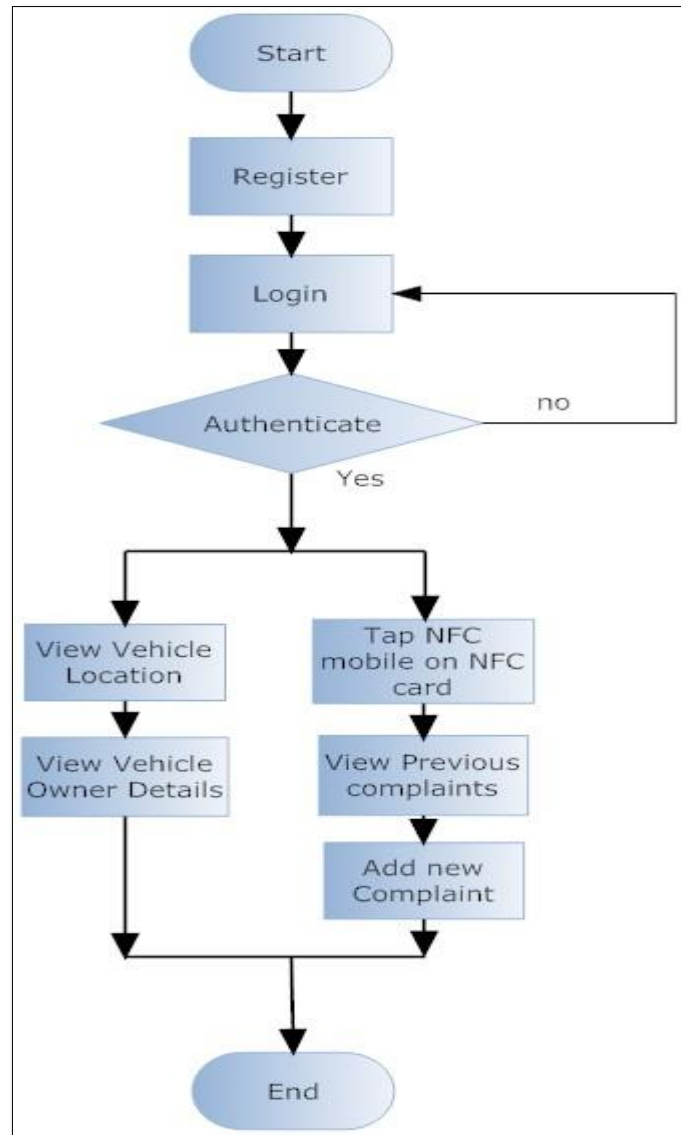 Start
Register
Login
Authenticate
no
Yes
View Vehicle
Location
View Vehicle
Owner Details
Tap NFC
mobile on NFC
card
View Previous
complaints
Add new
Complaint
End